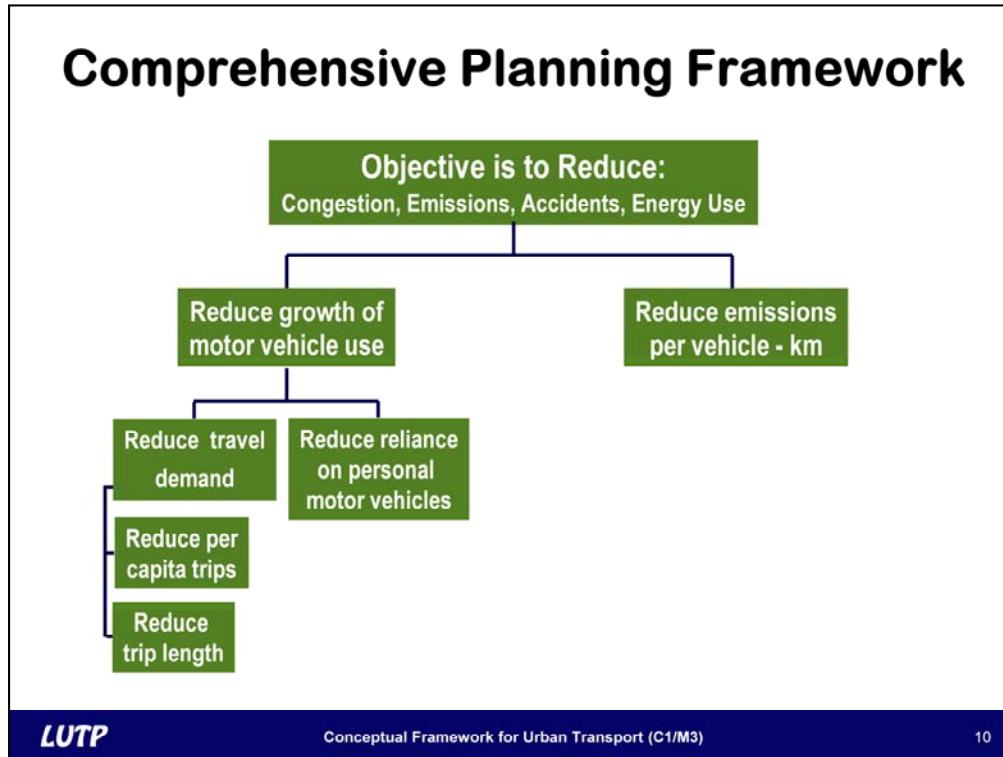 Comprehensive Planning Framework
Objective is to Reduce:
Congestion, Emissions, Accidents, Energy Use
Reduce growth of
motor vehicle use
Reduce emissions
per vehicle - km
Reduce travel
demand
Reduce reliance
on personal
motor vehicles
Reduce per
capita trips
Reduce
trip length
LUTP
Conceptual Framework for Urban Transport (C1/M3)
10